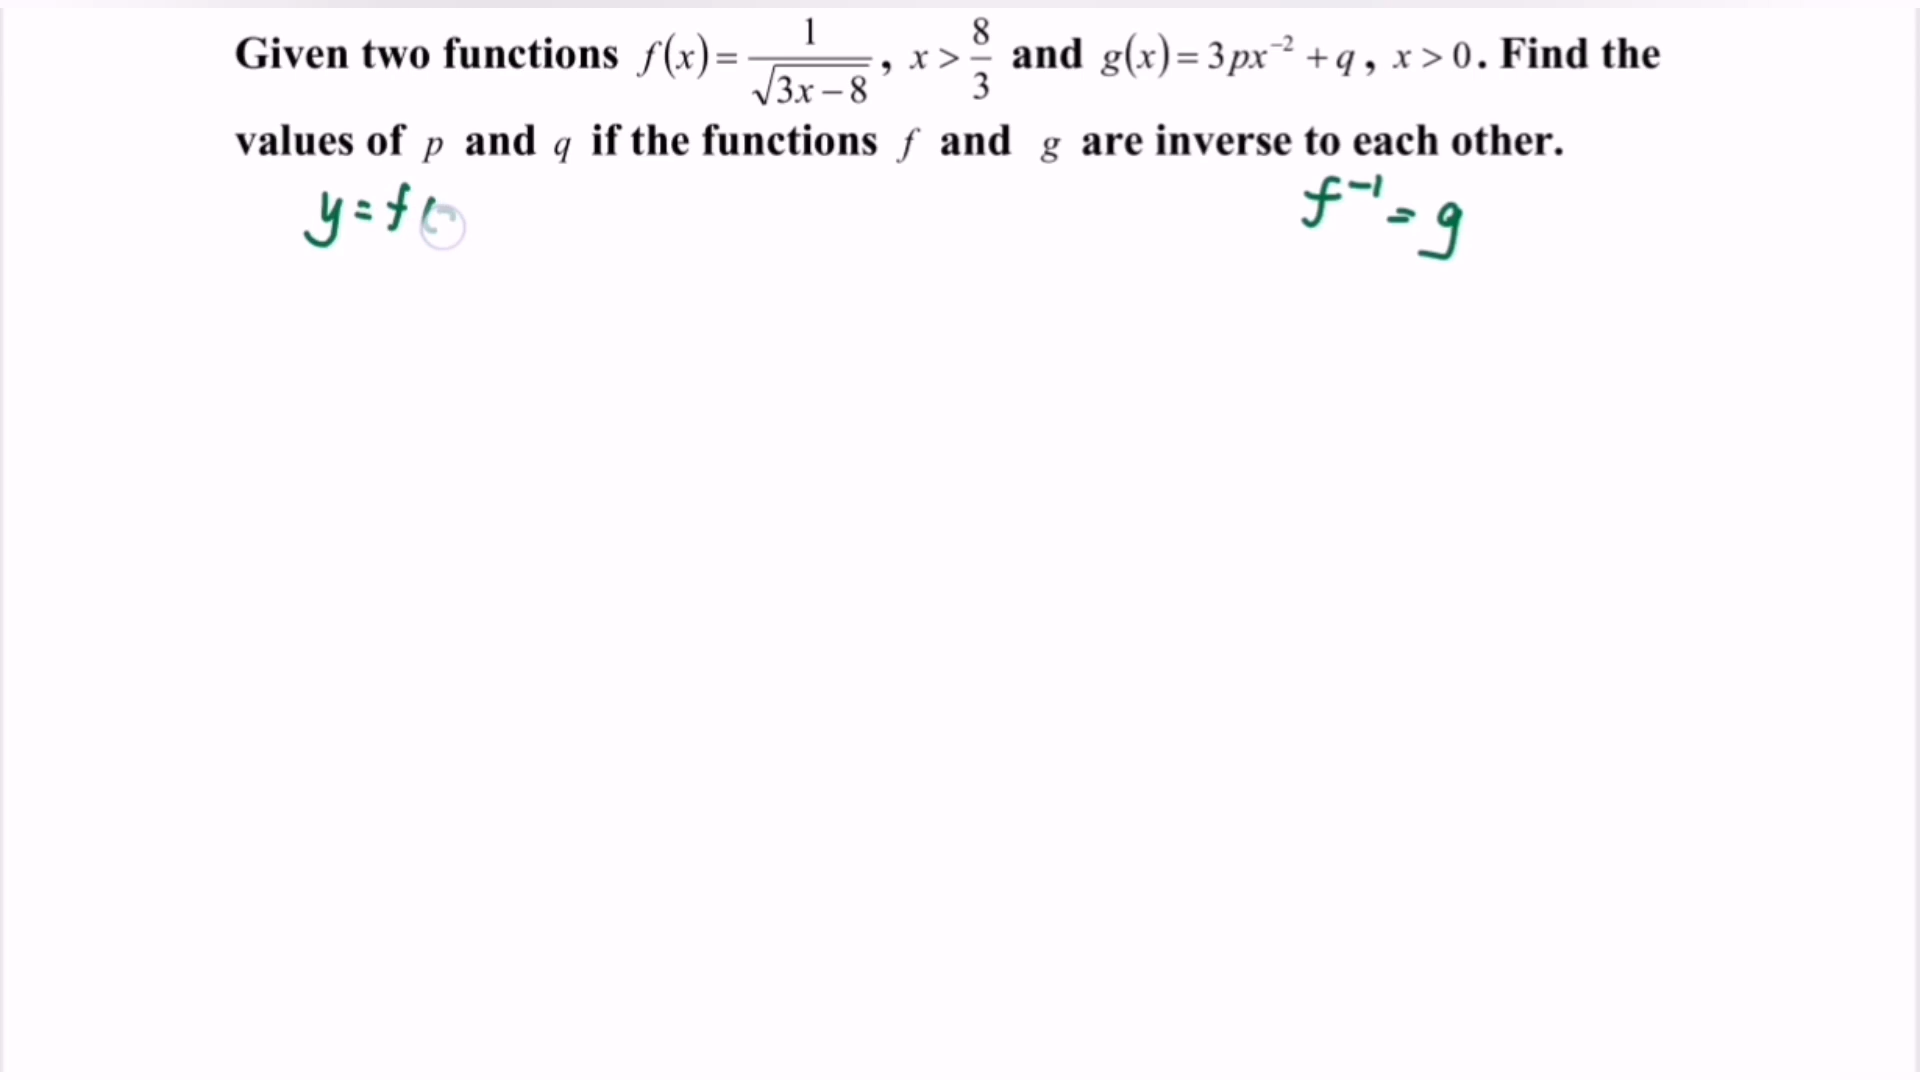 Given two functions f(x) = 1/√(3x – 8) , x > 8/3 and g(x) = 3px⁻² + q , x > 0. Find the
values of p and q if the functions f and g are inverse to each other.
y = f(
f⁻¹ = g